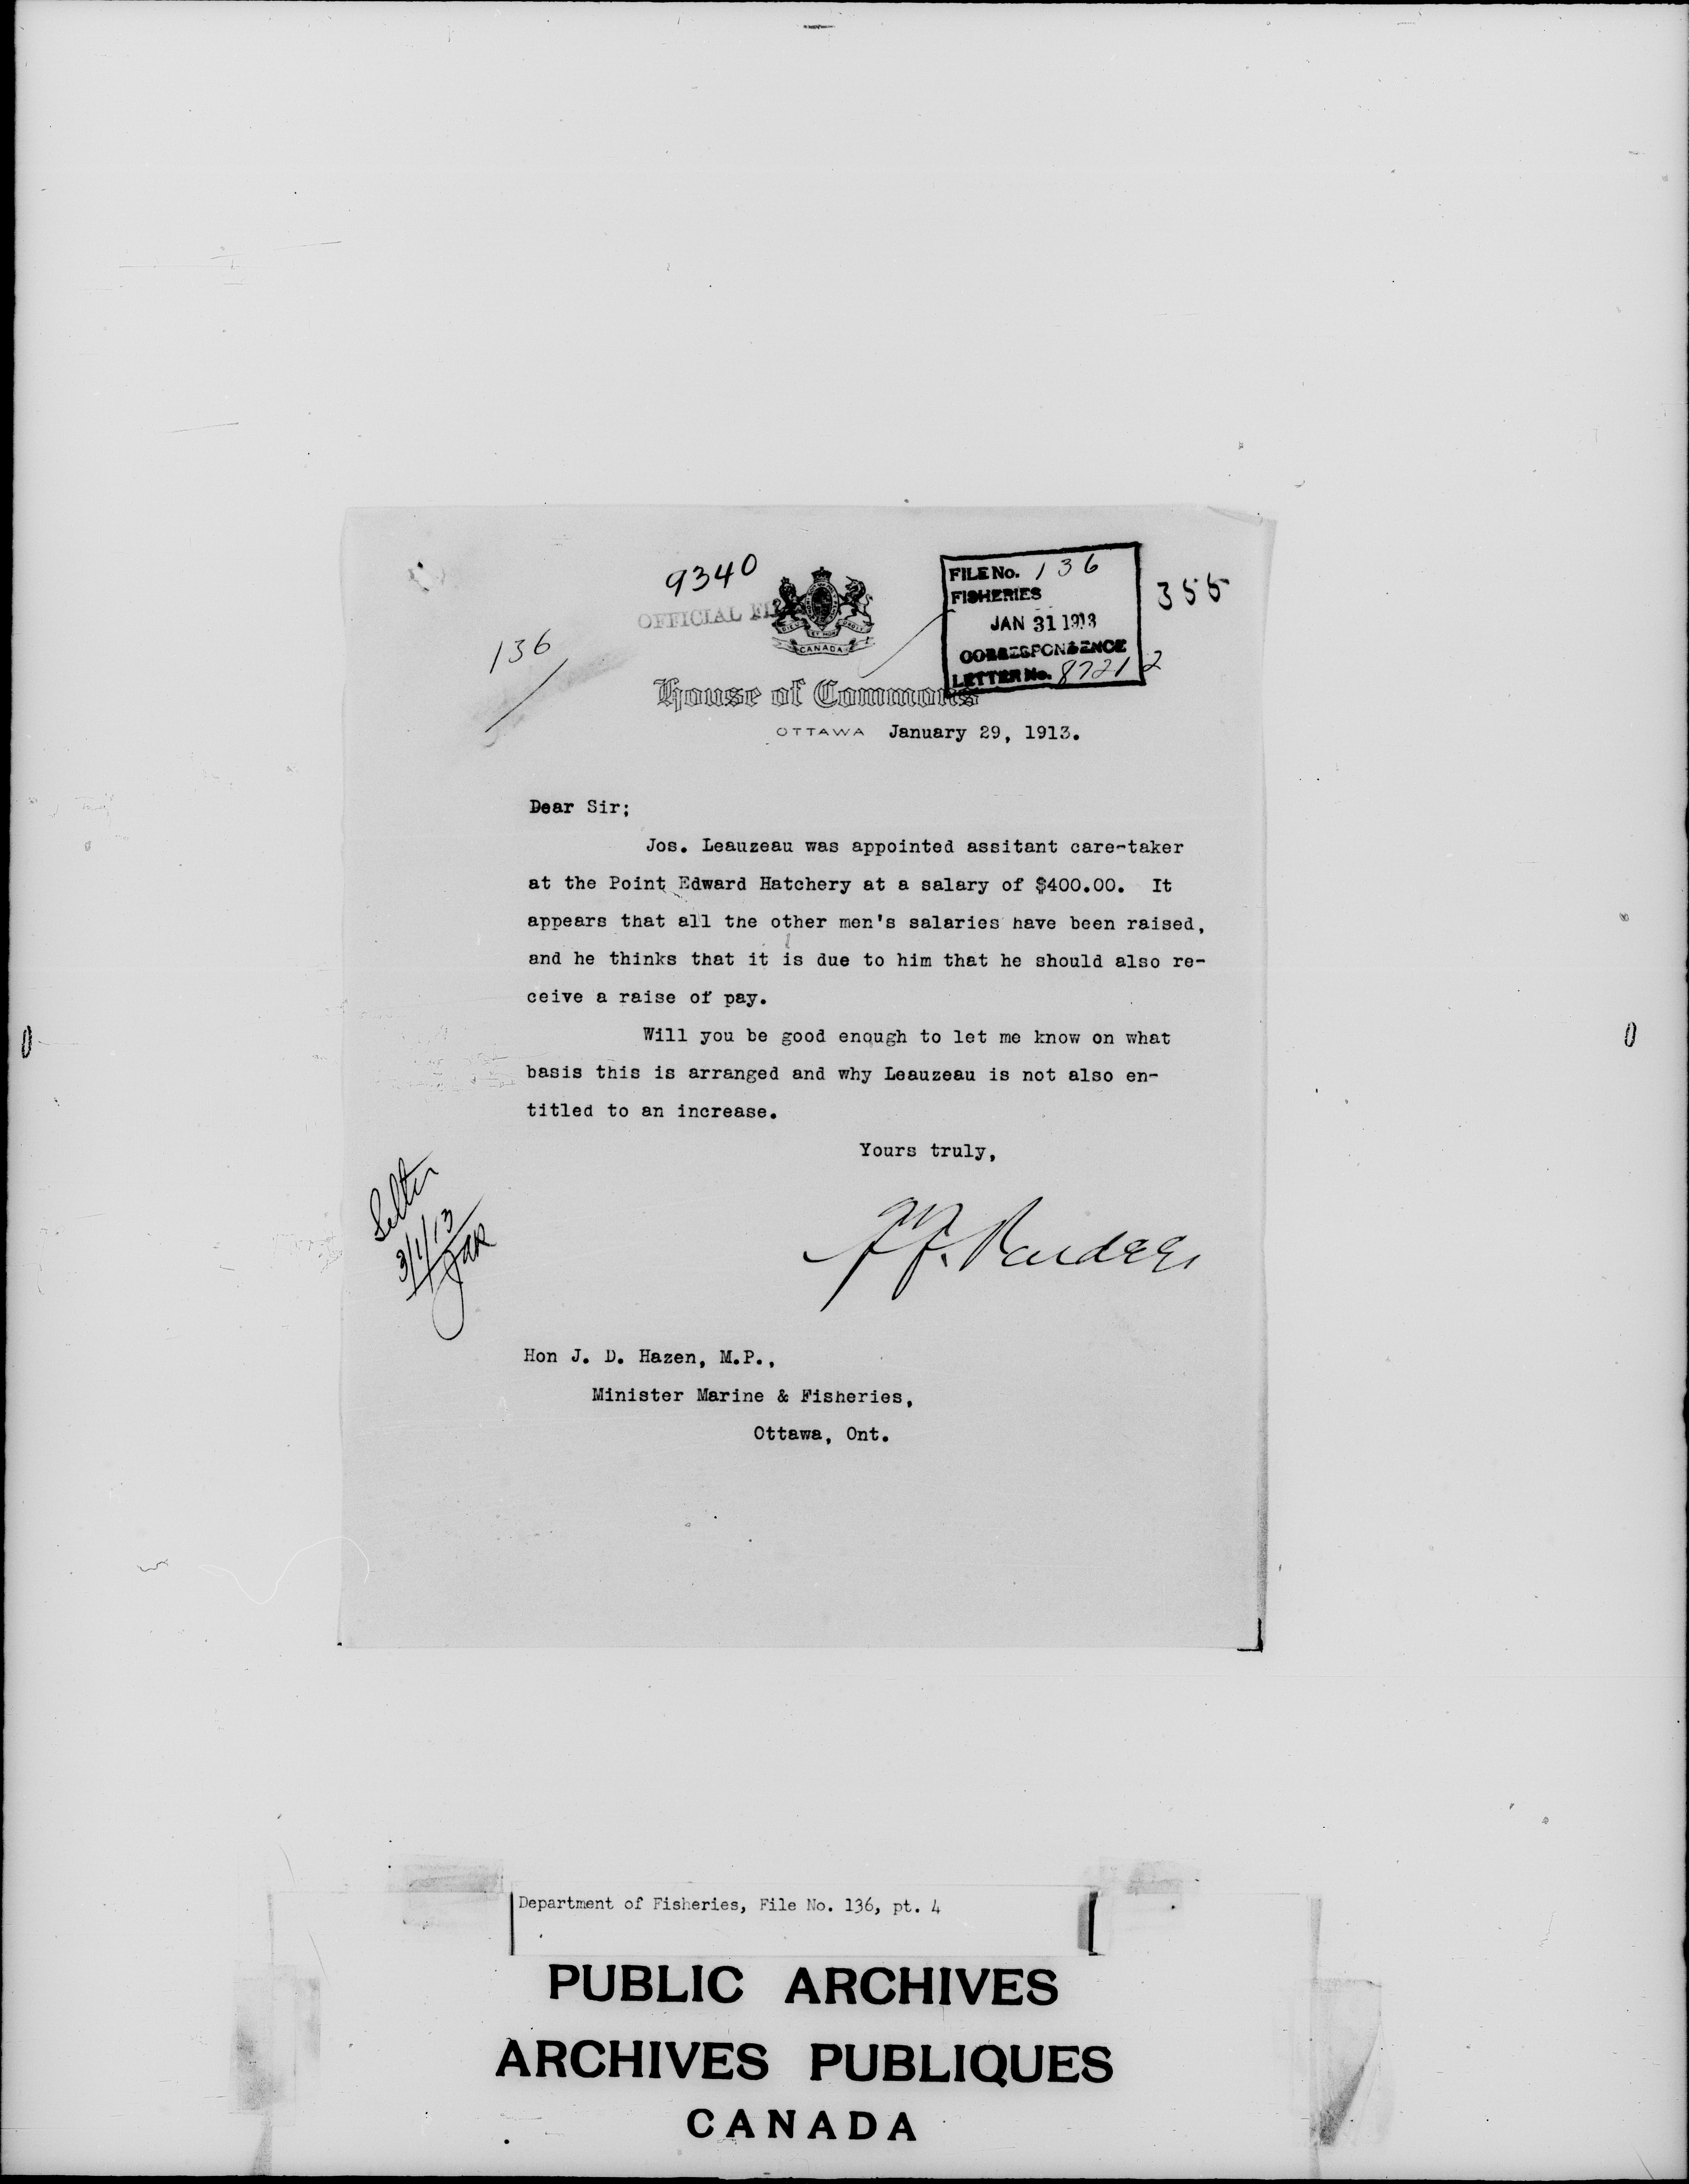 9340
OFFICIAL
136
DIEU ET MON DROIT
CANADA
FILE No. 136
FISHERIES
JAN 31 1913
CORRESPONDENCE
LETTER No. 87212
355
House of Commons
OTTAWA January 29, 1913.
Dear Sir;
Jos. Leauzeau was appointed assitant care-taker
at the Point Edward Hatchery at a salary of $400.00. It
appears that all the other men's salaries have been raised,
and he thinks that it is due to him that he should also re-
ceive a raise of pay.
Will you be good enough to let me know on what
basis this is arranged and why Leauzeau is not also en-
titled to an increase.
Yours truly,
F. F. Pardee
Hon J. D. Hazen, M.P.,
Minister Marine & Fisheries,
Ottawa, Ont.
Department of Fisheries, File No. 136, pt. 4
PUBLIC ARCHIVES
ARCHIVES PUBLIQUES
CANADA